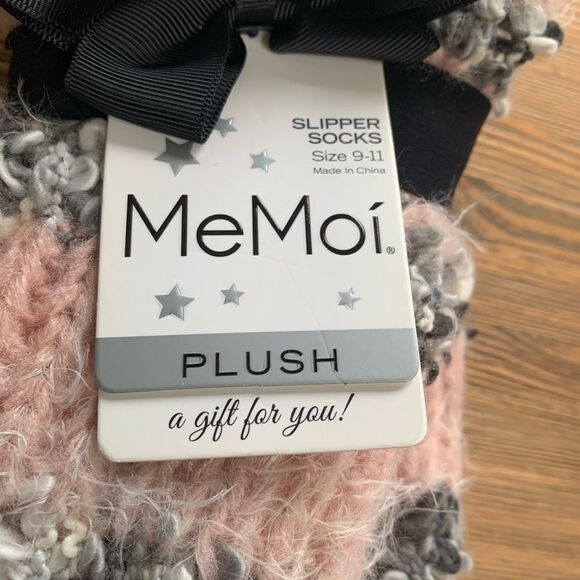 SLIPPER
SOCKS
Size 9-11
Made In China
MeMoí®
PLUSH
a gift for you!